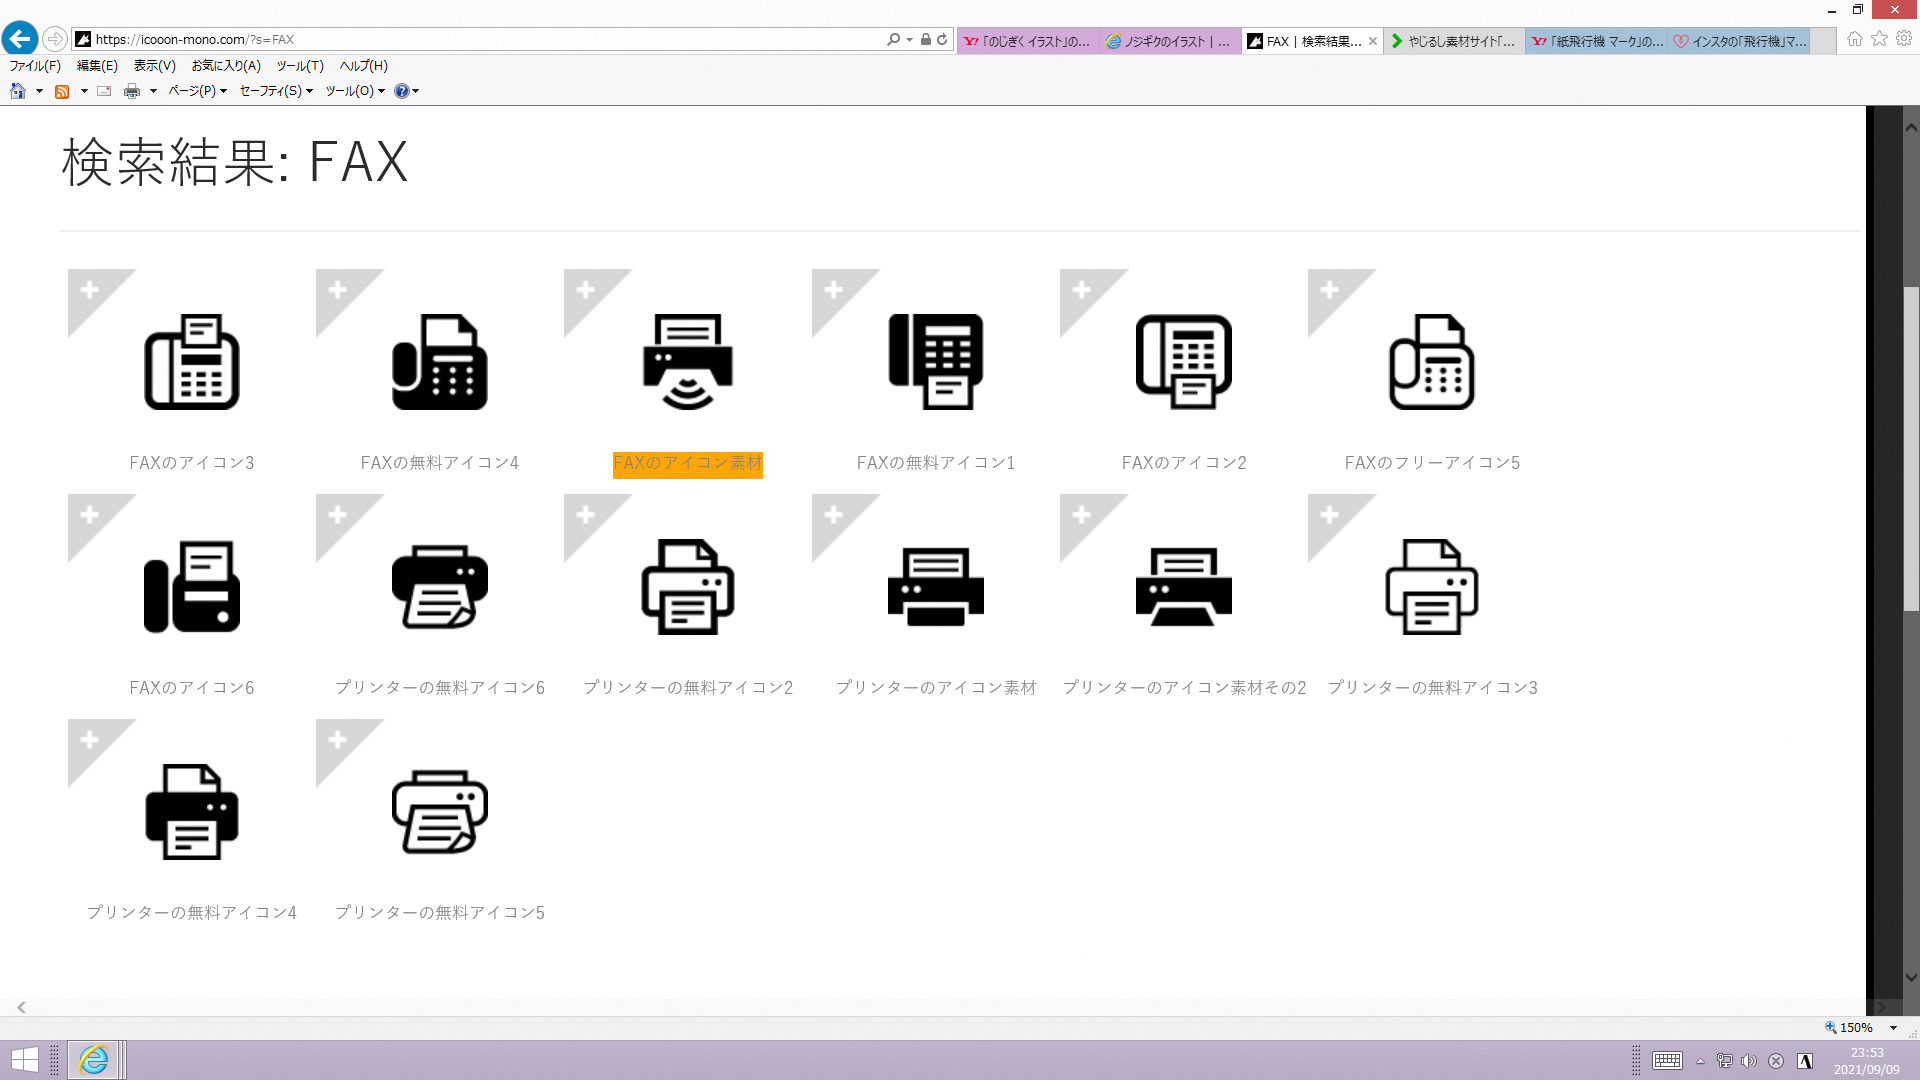 https://icooon-mono.com/?s=FAX
「のじぎく イラスト」の...
ノジギクのイラスト | ...
FAX | 検索結果...
やじるし素材サイト「...
「紙飛行機 マーク」の...
インスタの「飛行機」マ...
ファイル(F) 編集(E) 表示(V) お気に入り(A) ツール(T) ヘルプ(H)
ページ(P) セーフティ(S) ツール(O)
検索結果: FAX
FAXのアイコン3
FAXの無料アイコン4
FAXのアイコン素材
FAXの無料アイコン1
FAXのアイコン2
FAXのフリーアイコン5
FAXのアイコン6
プリンターの無料アイコン6
プリンターの無料アイコン2
プリンターのアイコン素材
プリンターのアイコン素材その2
プリンターの無料アイコン3
プリンターの無料アイコン4
プリンターの無料アイコン5
150%
A
23:53
2021/09/09